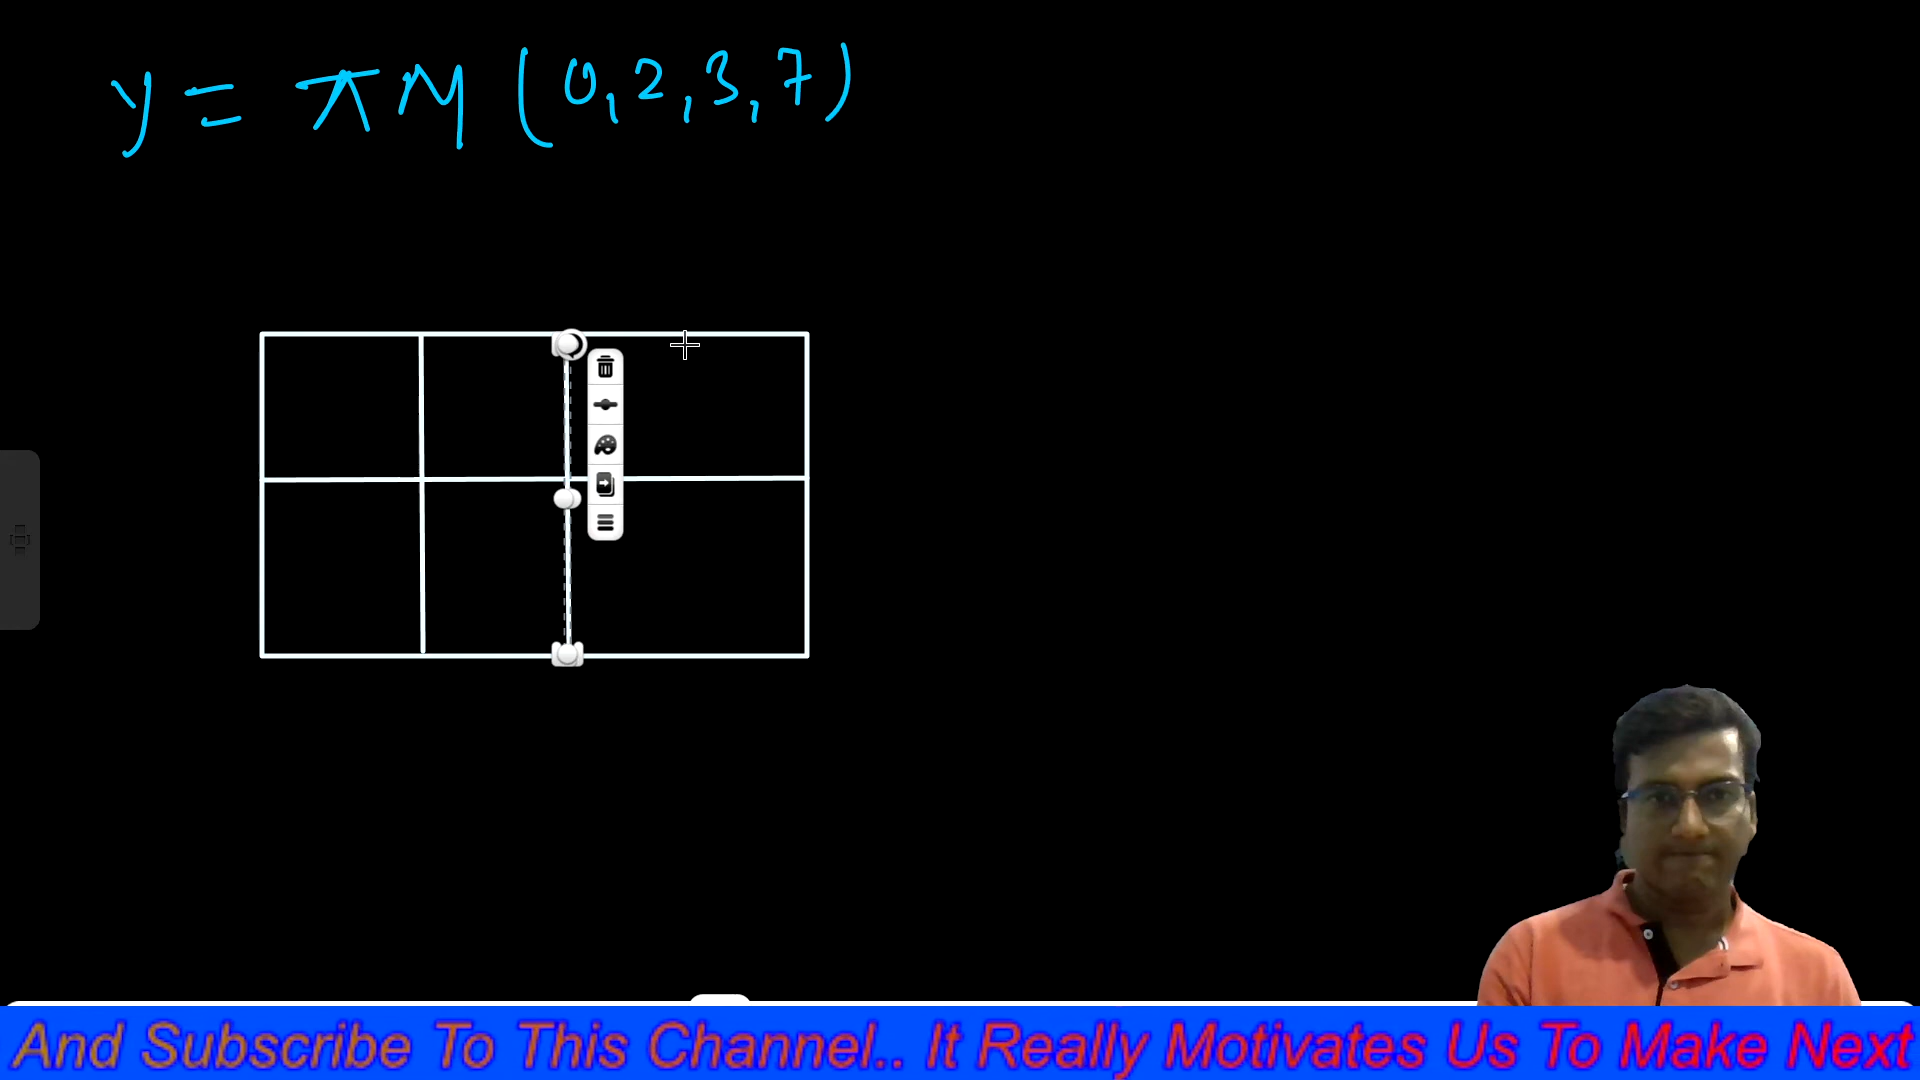 y = πM (0,2,3,7)
And Subscribe To This Channel.. It Really Motivates Us To Make Next